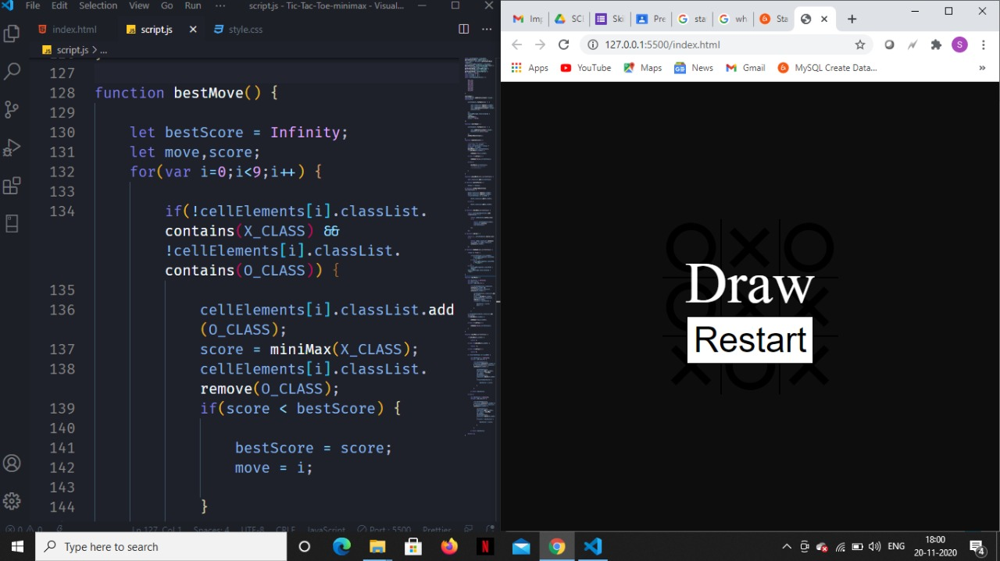 File Edit Selection View Go Run ··· script.js - Tic-Tac-Toe-minimax - Visual...
index.html script.js style.css
script.js > ...
127
128 function bestMove() {
129
130 let bestScore = Infinity;
131 let move,score;
132 for(var i=0;i<9;i++) {
133
134 if(!cellElements[i].classList.
contains(X_CLASS) &&
!cellElements[i].classList.
contains(O_CLASS)) {
135
136 cellElements[i].classList.add
(O_CLASS);
137 score = miniMax(X_CLASS);
138 cellElements[i].classList.
remove(O_CLASS);
139 if(score < bestScore) {
140
141 bestScore = score;
142 move = i;
143
144 }
Ln 127, Col 1 Spaces: 4 UTF-8 CRLF JavaScript Port : 5500 Prettier
Im SCI Ski Pre sta wh Sta
127.0.0.1:5500/index.html
S
Apps YouTube Maps News Gmail MySQL Create Data... »
Draw
Restart
Type here to search
N
ENG
18:00
20-11-2020
4